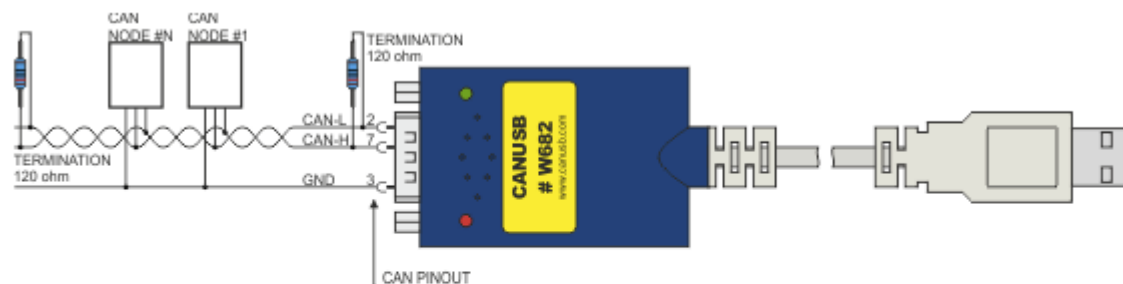 CAN
NODE #N
CAN
NODE #1
TERMINATION
120 ohm
CAN-L 2
CAN-H 7
TERMINATION
120 ohm
GND 3
CANUSB
# W682
www.canusb.com
CAN PINOUT